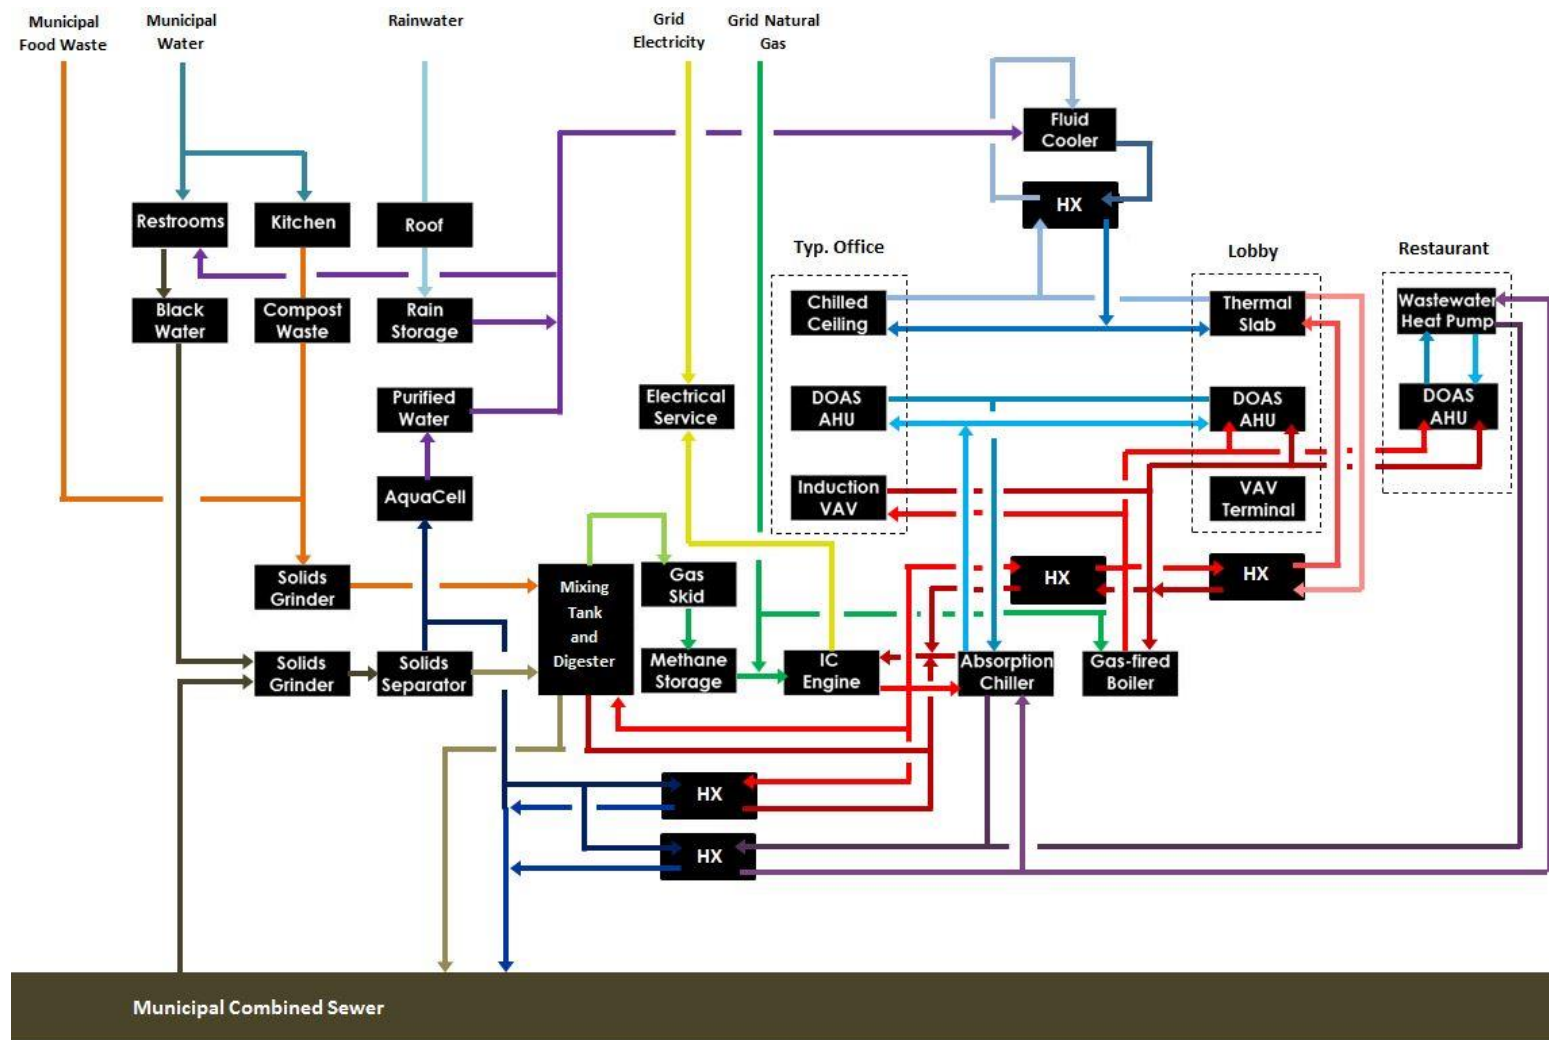 Municipal
Food Waste
Municipal
Water
Rainwater
Grid
Electricity
Grid Natural
Gas
Fluid
Cooler
HX
Restrooms
Kitchen
Roof
Typ. Office
Lobby
Restaurant
Black
Water
Compost
Waste
Rain
Storage
Chilled
Ceiling
Thermal
Slab
Wastewater
Heat Pump
Purified
Water
Electrical
Service
DOAS
AHU
DOAS
AHU
DOAS
AHU
AquaCell
Induction
VAV
VAV
Terminal
Solids
Grinder
Mixing
Tank
and
Digester
Gas
Skid
HX
HX
Solids
Grinder
Solids
Separator
Methane
Storage
IC
Engine
Absorption
Chiller
Gas-fired
Boiler
HX
HX
Municipal Combined Sewer